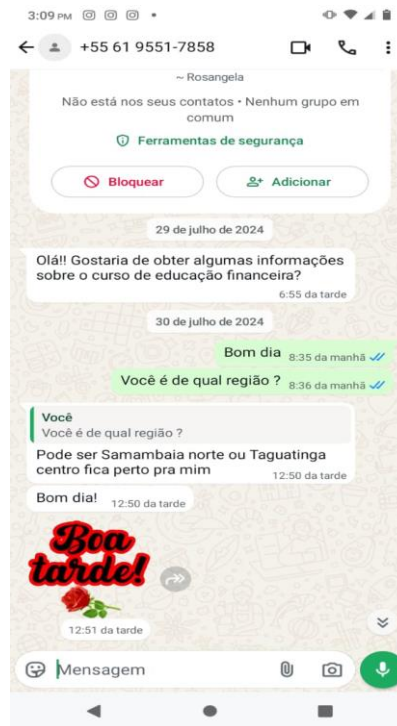 3:09 PM
+55 61 9551-7858
~ Rosangela
Não está nos seus contatos • Nenhum grupo em
comum
Ferramentas de segurança
Bloquear
Adicionar
29 de julho de 2024
Olá!! Gostaria de obter algumas informações
sobre o curso de educação financeira?
6:55 da tarde
30 de julho de 2024
Bom dia 8:35 da manhã
Você é de qual região ? 8:36 da manhã
Você
Você é de qual região ?
Pode ser Samambaia norte ou Taguatinga
centro fica perto pra mim
12:50 da tarde
Bom dia! 12:50 da tarde
Boa
tarde!
12:51 da tarde
Mensagem